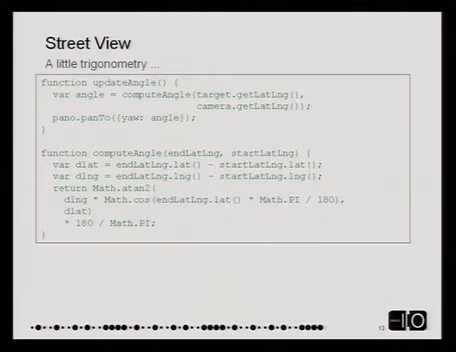 Street View
A little trigonometry ...
function updateAngle() {
  var angle = computeAngle(target.getLatLng(),
                           camera.getLatLng());
  pano.panTo({yaw: angle});
}

function computeAngle(endLatLng, startLatLng) {
  var dlat = endLatLng.lat() - startLatLng.lat();
  var dlng = endLatLng.lng() - startLatLng.lng();
  return Math.atan2(
    dlng * Math.cos(endLatLng.lat() * Math.PI / 180),
    dlat)
    * 180 / Math.PI;
}
13
IO